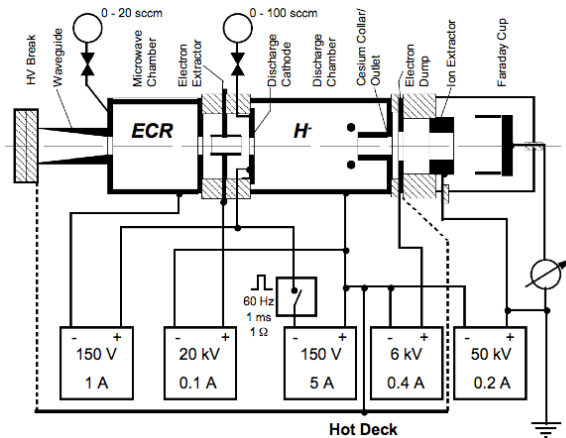 0 - 20 sccm
0 - 100 sccm
HV Break
Waveguide
Microwave
Chamber
Electron
Extractor
Discharge
Cathode
Discharge
Chamber
Cesium Collar/
Outlet
Electron
Dump
Ion Extractor
Faraday Cup
ECR
H-
60 Hz
1 ms
1 Ω
- +
150 V
1 A
- +
20 kV
0.1 A
- +
150 V
5 A
- +
6 kV
0.4 A
- +
50 kV
0.2 A
Hot Deck